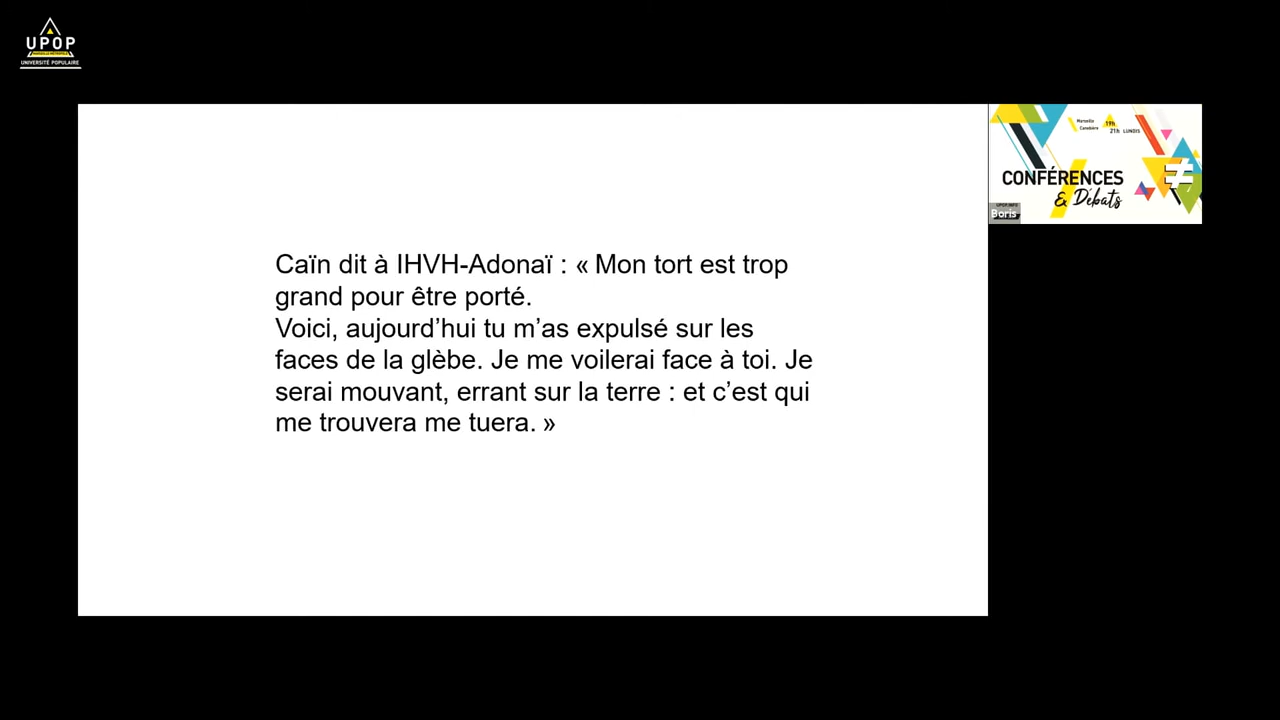 UPOP
UNIVERSITÉ POPULAIRE
Marseille
Canebière
19h
21h LUNDIS
CONFÉRENCES
& Débats
UPOP.INFO
Boris
Caïn dit à IHVH-Adonaï : « Mon tort est trop
grand pour être porté.
Voici, aujourd’hui tu m’as expulsé sur les
faces de la glèbe. Je me voilerai face à toi. Je
serai mouvant, errant sur la terre : et c’est qui
me trouvera me tuera. »